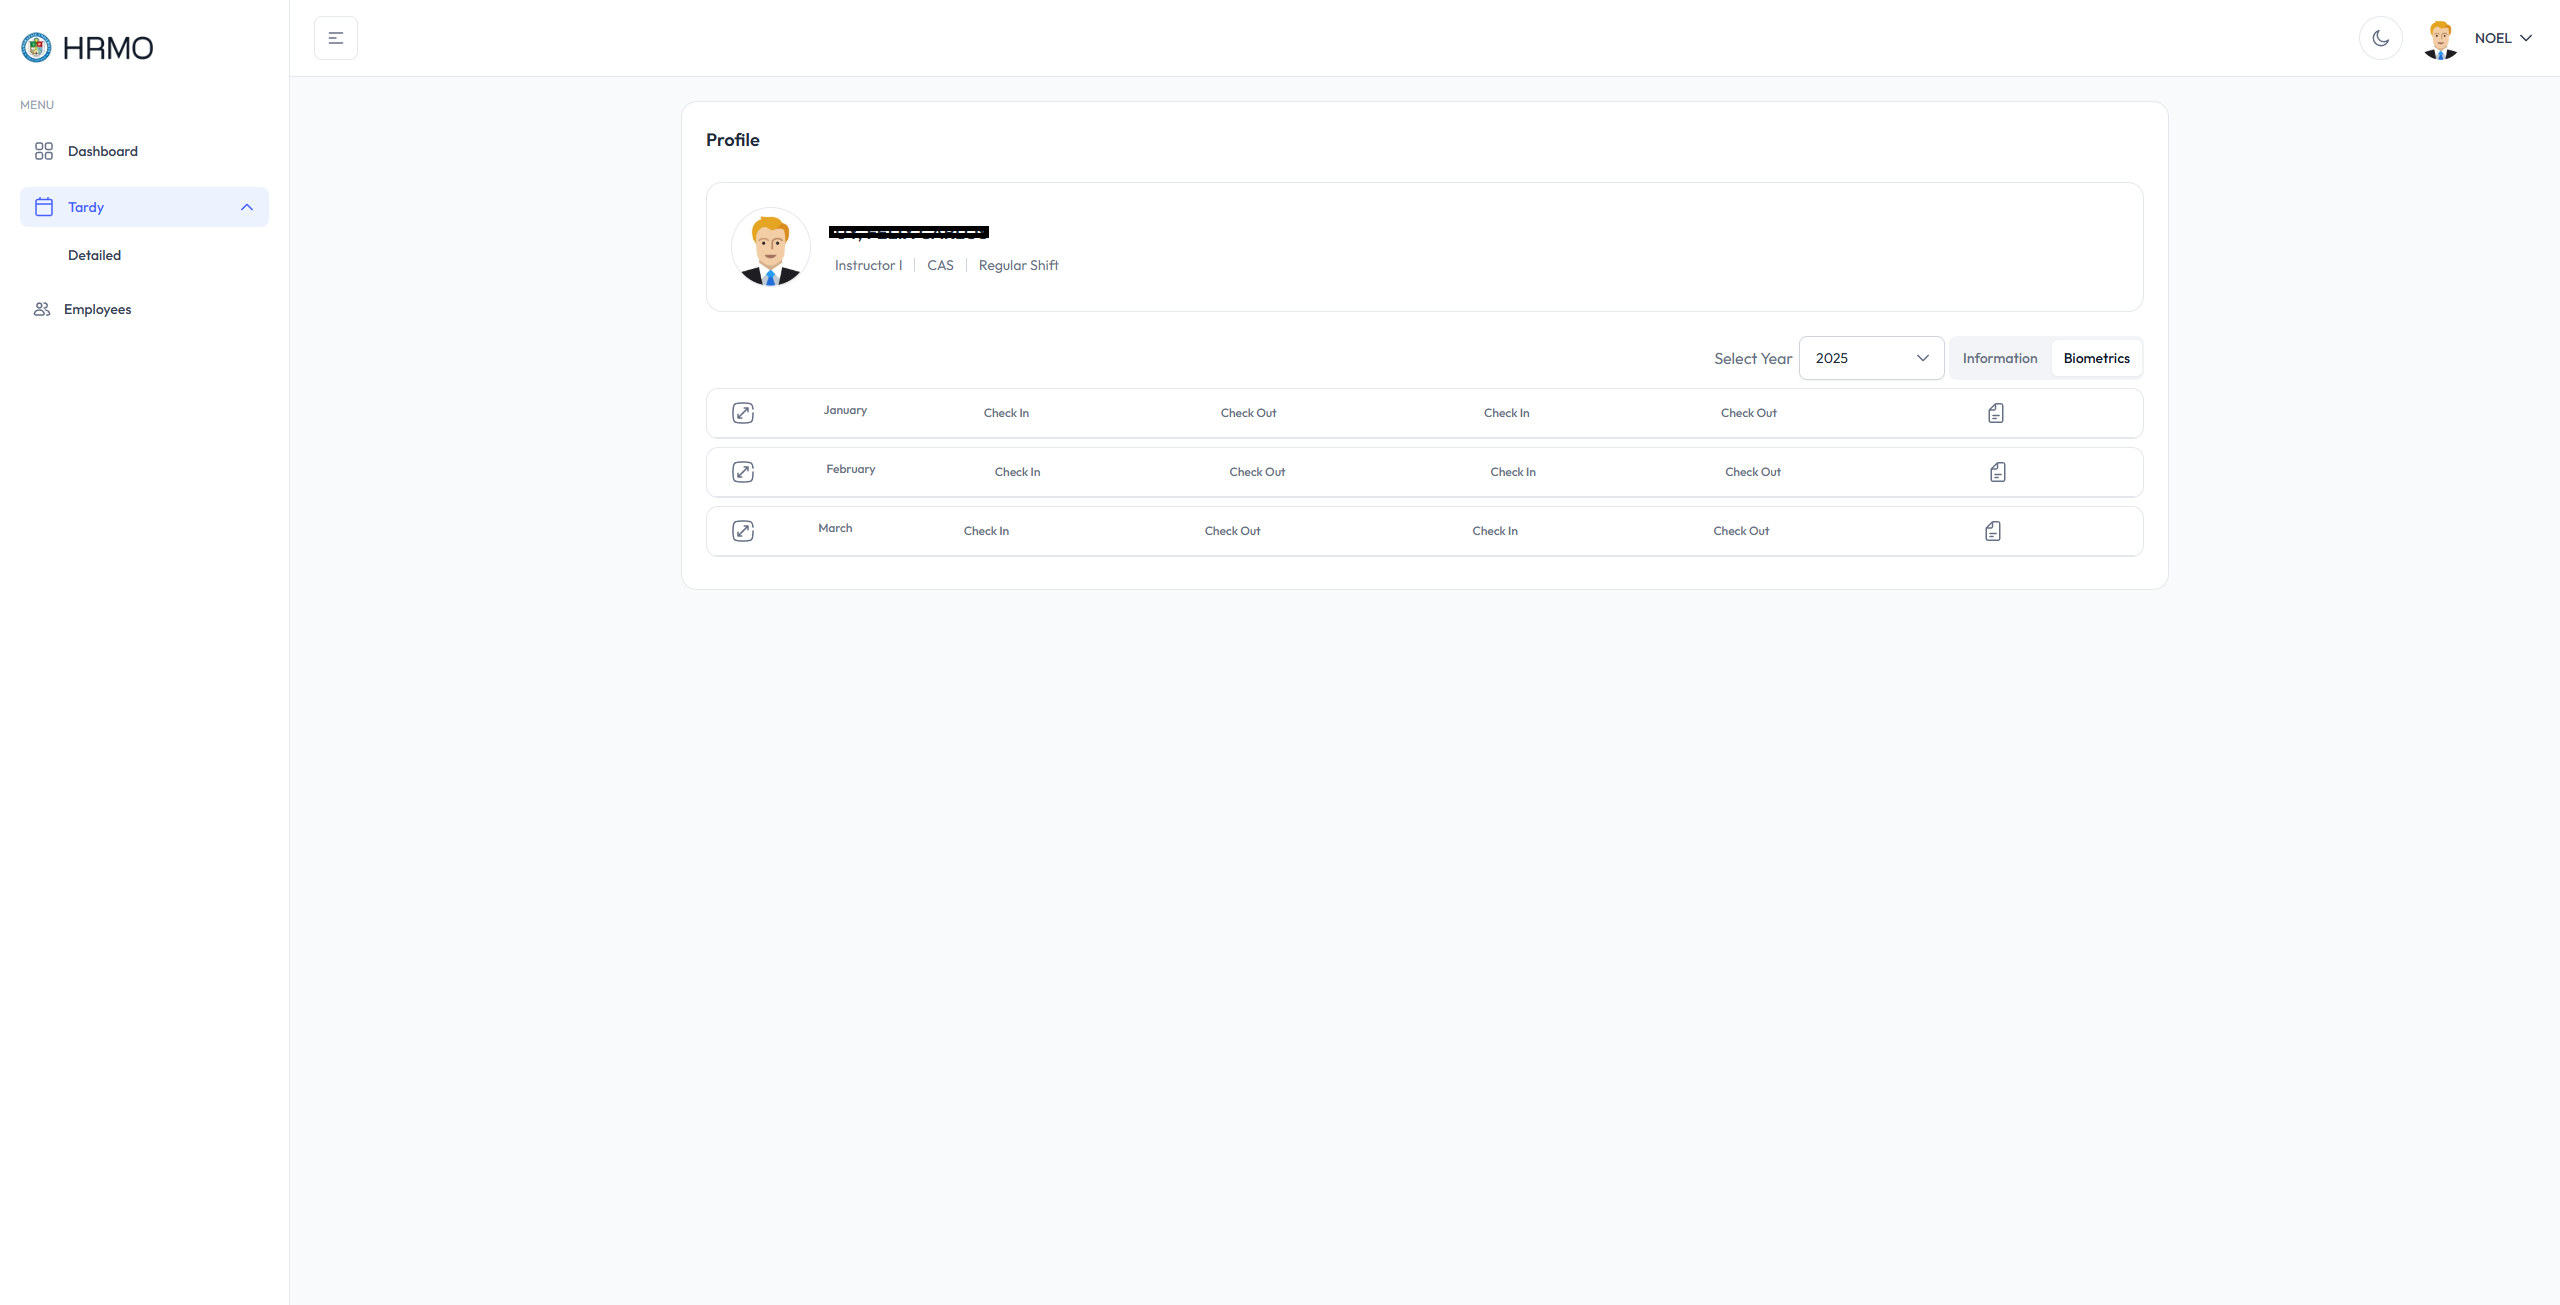 HRMO
NOEL
MENU
Dashboard
Tardy
Detailed
Employees
Profile
Instructor I CAS Regular Shift
Select Year 2025 Information Biometrics
January Check In Check Out Check In Check Out
February Check In Check Out Check In Check Out
March Check In Check Out Check In Check Out